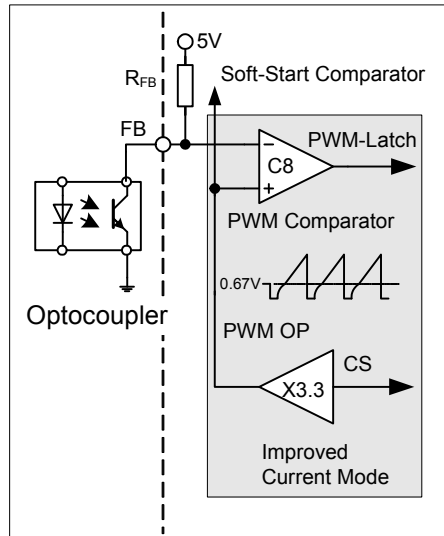 5V
RFB
Soft-Start Comparator
FB
PWM-Latch
−
C8
+
PWM Comparator
0.67V
Optocoupler
PWM OP
CS
X3.3
Improved
Current Mode